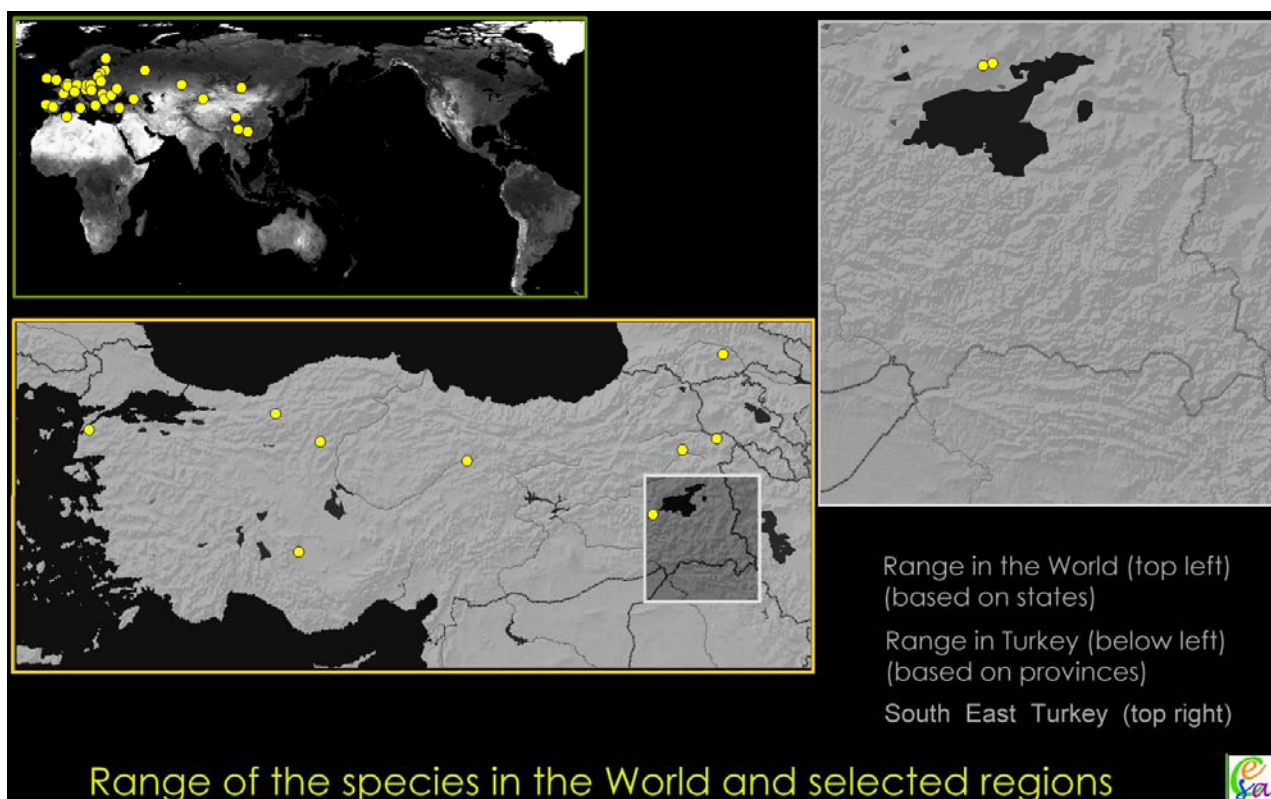 Range in the World (top left)
(based on states)
Range in Turkey (below left)
(based on provinces)
South East Turkey (top right)
Range of the species in the World and selected regions
esa